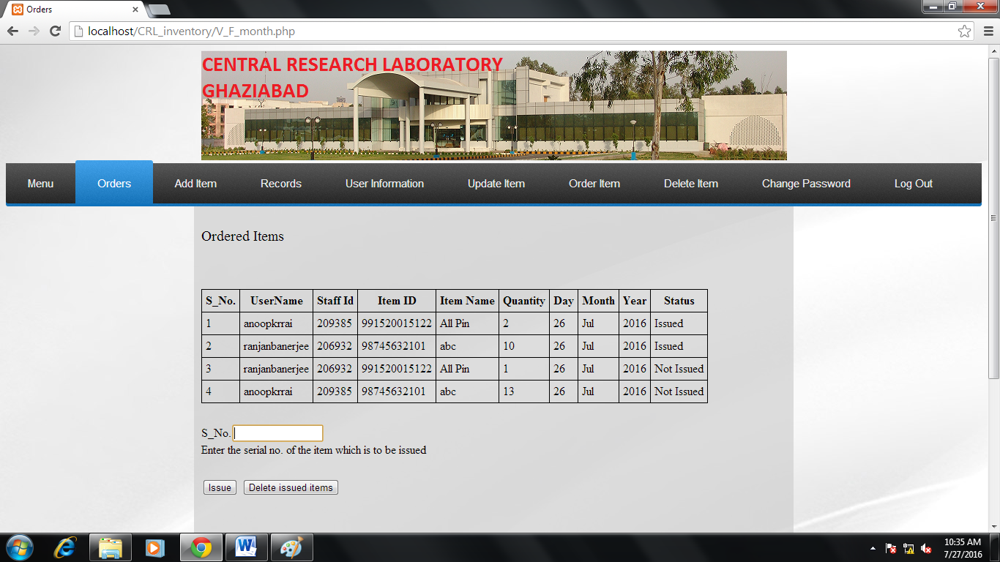 Orders
localhost/CRL_inventory/V_F_month.php
CENTRAL RESEARCH LABORATORY
GHAZIABAD
Menu Orders Add Item Records User Information Update Item Order Item Delete Item Change Password Log Out
Ordered Items
S_No. UserName Staff Id Item ID Item Name Quantity Day Month Year Status
1 anoopkrrai 209385 991520015122 All Pin 2 26 Jul 2016 Issued
2 ranjanbanerjee 206932 98745632101 abc 10 26 Jul 2016 Issued
3 ranjanbanerjee 206932 991520015122 All Pin 1 26 Jul 2016 Not Issued
4 anoopkrrai 209385 98745632101 abc 13 26 Jul 2016 Not Issued
S_No.
Enter the serial no. of the item which is to be issued
Issue Delete issued items
10:35 AM
7/27/2016